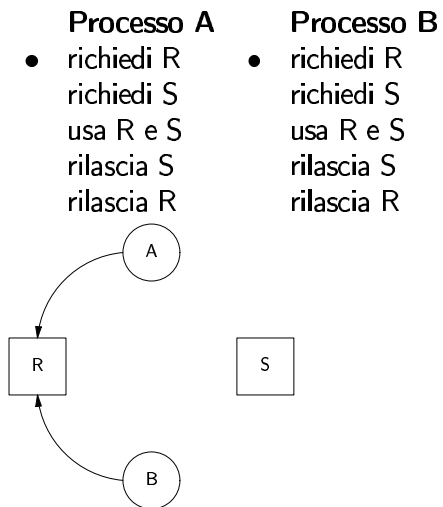 Processo A Processo B
• richiedi R • richiedi R
richiedi S richiedi S
usa R e S usa R e S
rilascia S rilascia S
rilascia R rilascia R
A
R S
B